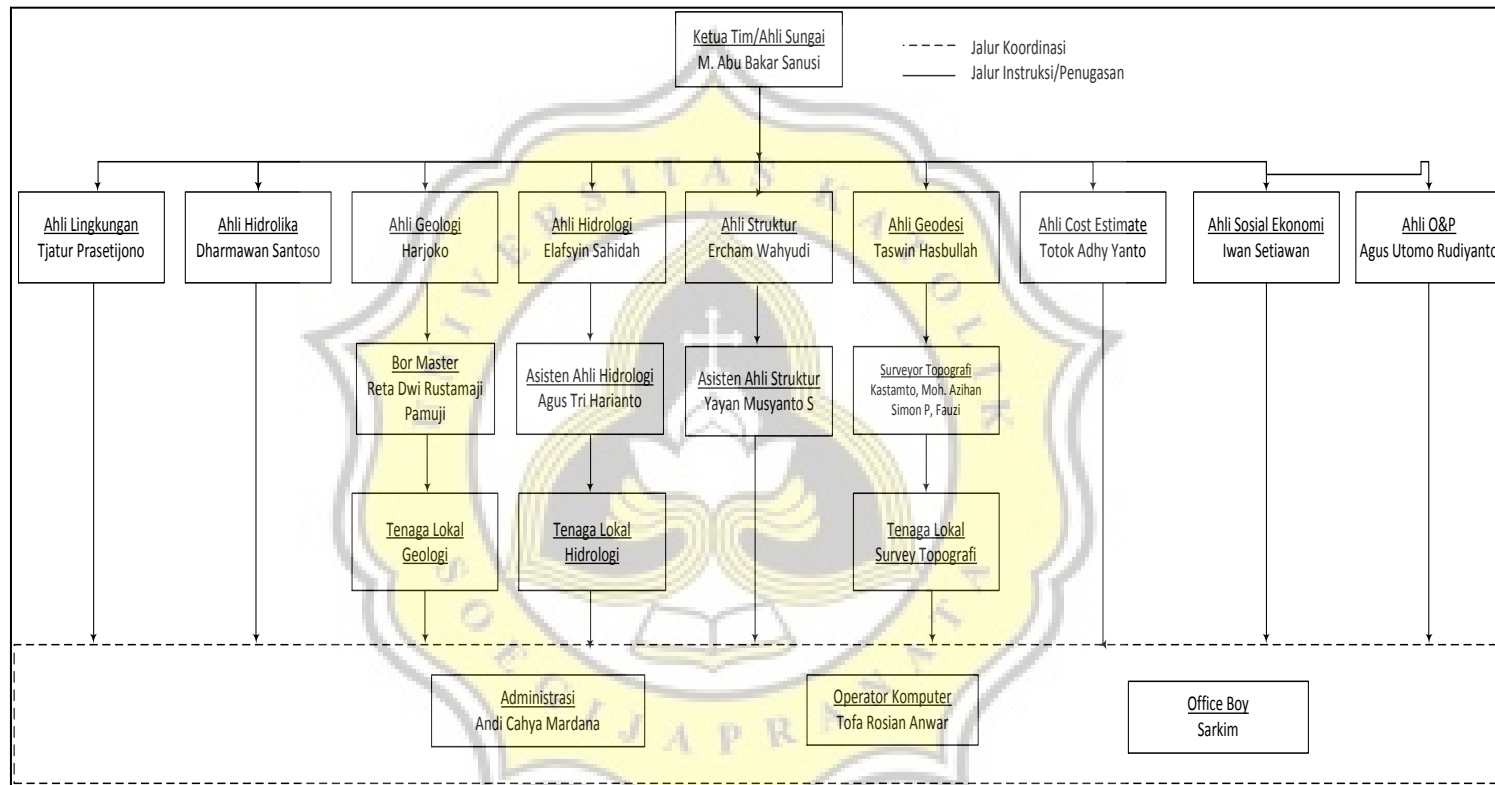 Ketua Tim/Ahli Sungai
M. Abu Bakar Sanusi
Jalur Koordinasi
Jalur Instruksi/Penugasan
Ahli Lingkungan
Tjatur Prasetijono
Ahli Hidrolika
Dharmawan Santoso
Ahli Geologi
Harjoko
Ahli Hidrologi
Elafsyin Sahidah
Ahli Struktur
Ercham Wahyudi
Ahli Geodesi
Taswin Hasbullah
Ahli Cost Estimate
Totok Adhy Yanto
Ahli Sosial Ekonomi
Iwan Setiawan
Ahli O&P
Agus Utomo Rudiyanto
Bor Master
Reta Dwi Rustamaji
Pamuji
Asisten Ahli Hidrologi
Agus Tri Harianto
Asisten Ahli Struktur
Yayan Musyanto S
Surveyor Topografi
Kastamto, Moh. Azihan
Simon P, Fauzi
Tenaga Lokal
Geologi
Tenaga Lokal
Hidrologi
Tenaga Lokal
Survey Topografi
Administrasi
Andi Cahya Mardana
Operator Komputer
Tofa Rosian Anwar
Office Boy
Sarkim
UNIVERSITAS KATOLIK
SOEGIJAPRANATA